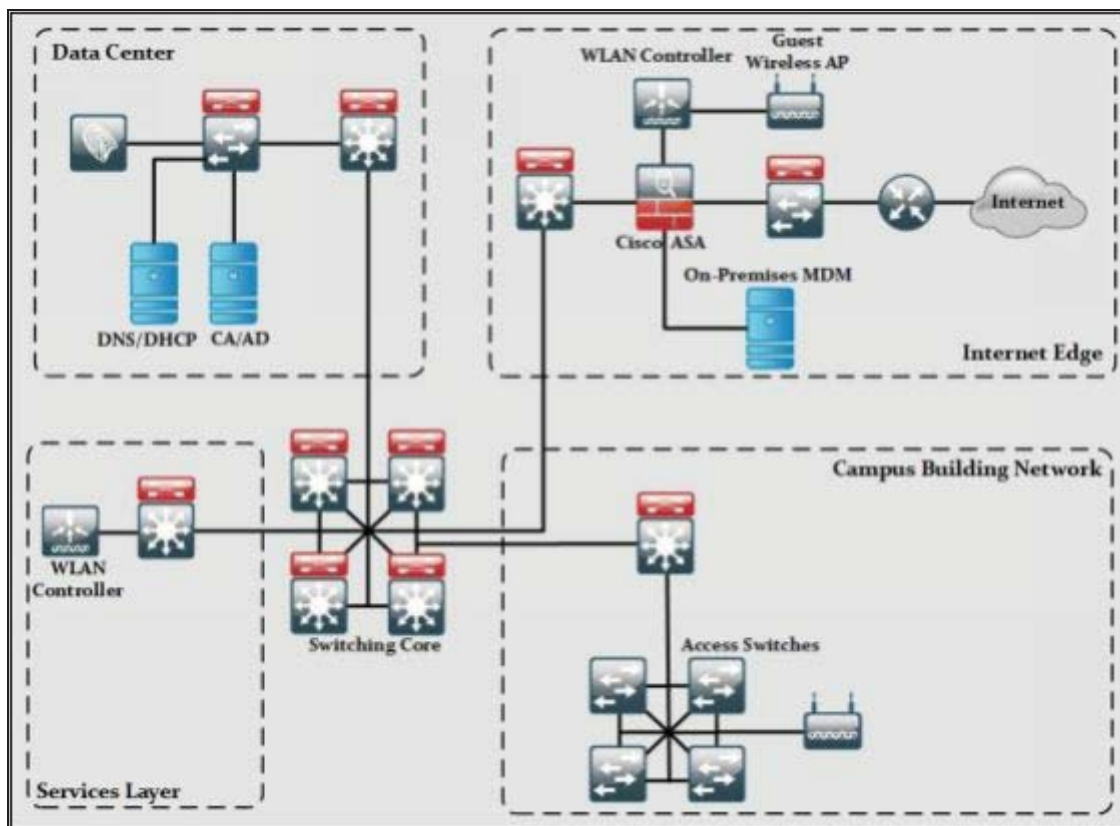 Data Center
DNS/DHCP
CA/AD
WLAN Controller
Guest
Wireless AP
Cisco ASA
Internet
On-Premises MDM
Internet Edge
WLAN
Controller
Services Layer
Switching Core
Campus Building Network
Access Switches